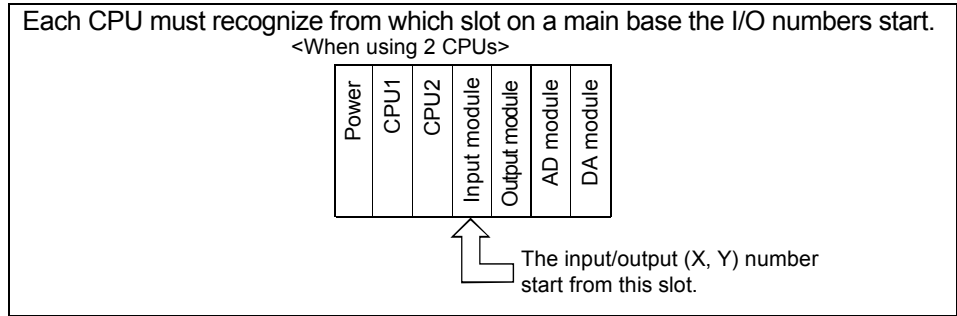 Each CPU must recognize from which slot on a main base the I/O numbers start.
<When using 2 CPUs>
Power
CPU1
CPU2
Input module
Output module
AD module
DA module
The input/output (X, Y) number
start from this slot.